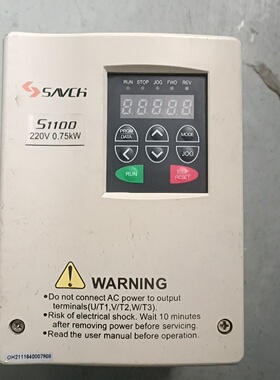 SAVCH
S1100
220V 0.75kW
RUN STOP JOG FWD REV
PRGM
DATA
MODE
JOG
RUN
STOP
RESET
WARNING
•Do not connect AC power to output
terminals(U/T1,V/T2,W/T3).
•Risk of electrical shock. Wait 10 minutes
after removing power before servicing.
•Read the user manual before operation.